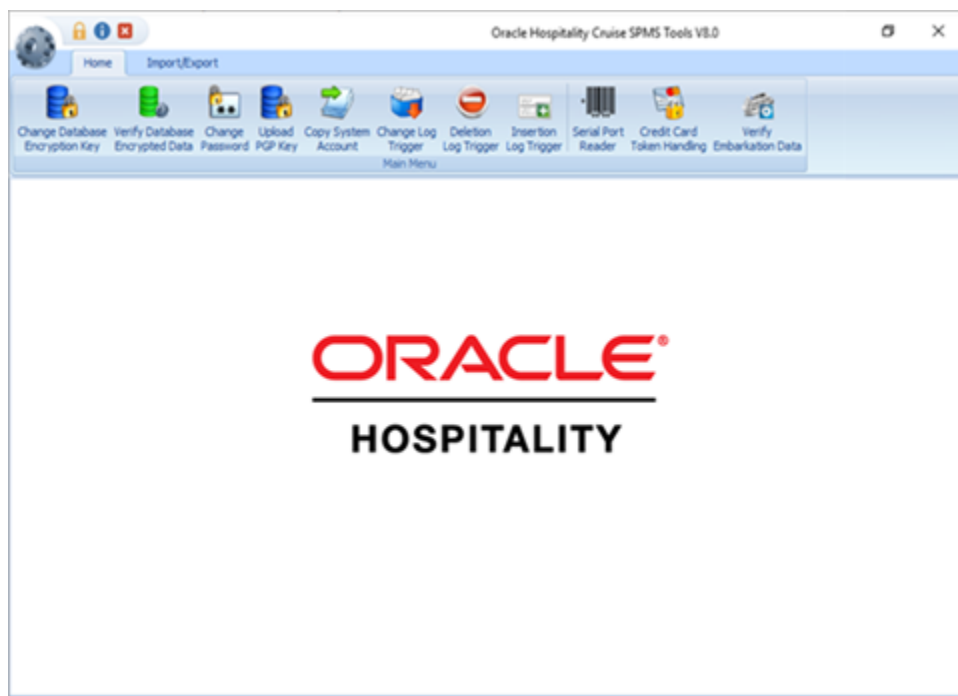 Oracle Hospitality Cruise SPMS Tools V8.0
Home Import/Export
Change Database Encryption Key
Verify Database Encrypted Data
Change Password
Upload PGP Key
Copy System Account
Change Log Trigger
Deletion Log Trigger
Insertion Log Trigger
Serial Port Reader
Credit Card Token Handling
Verify Embarkation Data
Main Menu
ORACLE®
HOSPITALITY